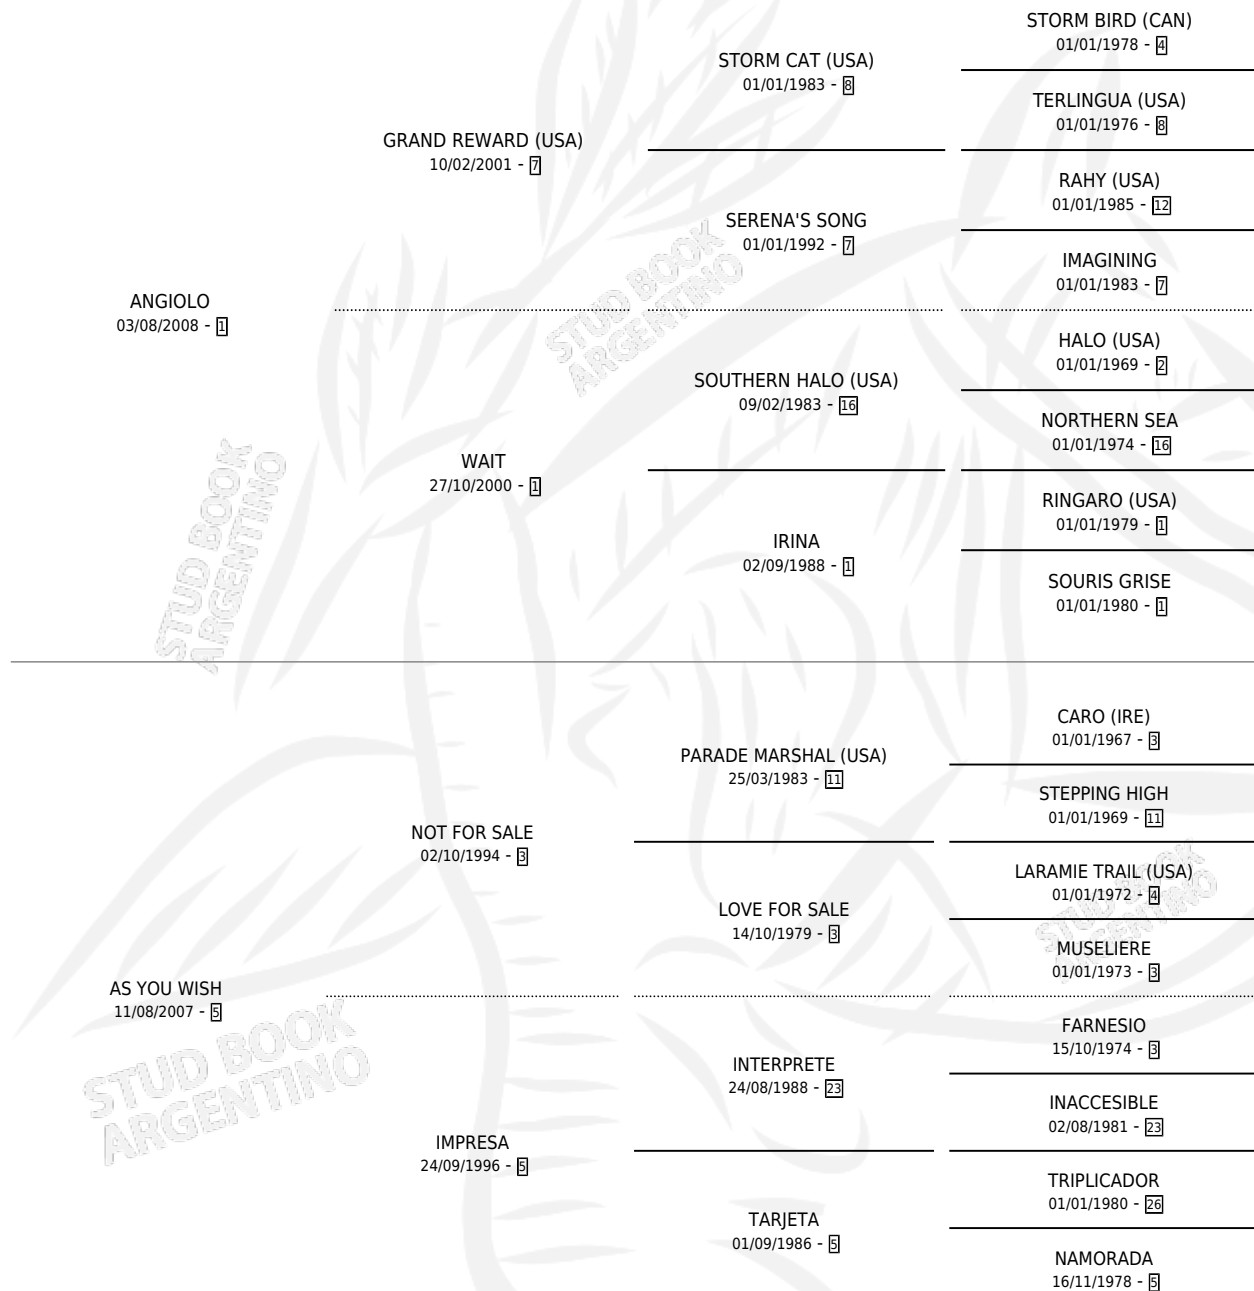 STORM BIRD (CAN)
01/01/1978 - 4
STORM CAT (USA)
01/01/1983 - 8
TERLINGUA (USA)
01/01/1976 - 8
GRAND REWARD (USA)
10/02/2001 - 7
RAHY (USA)
01/01/1985 - 12
SERENA'S SONG
01/01/1992 - 7
IMAGINING
01/01/1983 - 7
ANGIOLO
03/08/2008 - 1
HALO (USA)
01/01/1969 - 2
SOUTHERN HALO (USA)
09/02/1983 - 16
NORTHERN SEA
01/01/1974 - 16
WAIT
27/10/2000 - 1
RINGARO (USA)
01/01/1979 - 1
IRINA
02/09/1988 - 1
SOURIS GRISE
01/01/1980 - 1
CARO (IRE)
01/01/1967 - 3
PARADE MARSHAL (USA)
25/03/1983 - 11
STEPPING HIGH
01/01/1969 - 11
NOT FOR SALE
02/10/1994 - 3
LARAMIE TRAIL (USA)
01/01/1972 - 4
LOVE FOR SALE
14/10/1979 - 3
MUSELIERE
01/01/1973 - 3
AS YOU WISH
11/08/2007 - 5
FARNESIO
15/10/1974 - 3
INTERPRETE
24/08/1988 - 23
INACCESIBLE
02/08/1981 - 23
IMPRESA
24/09/1996 - 5
TRIPLICADOR
01/01/1980 - 26
TARJETA
01/09/1986 - 5
NAMORADA
16/11/1978 - 5
STUD BOOK
ARGENTINO
STUD BOOK
ARGENTINO
STUD BOOK
ARGENTINO
STUD BOOK
ARGENTINO